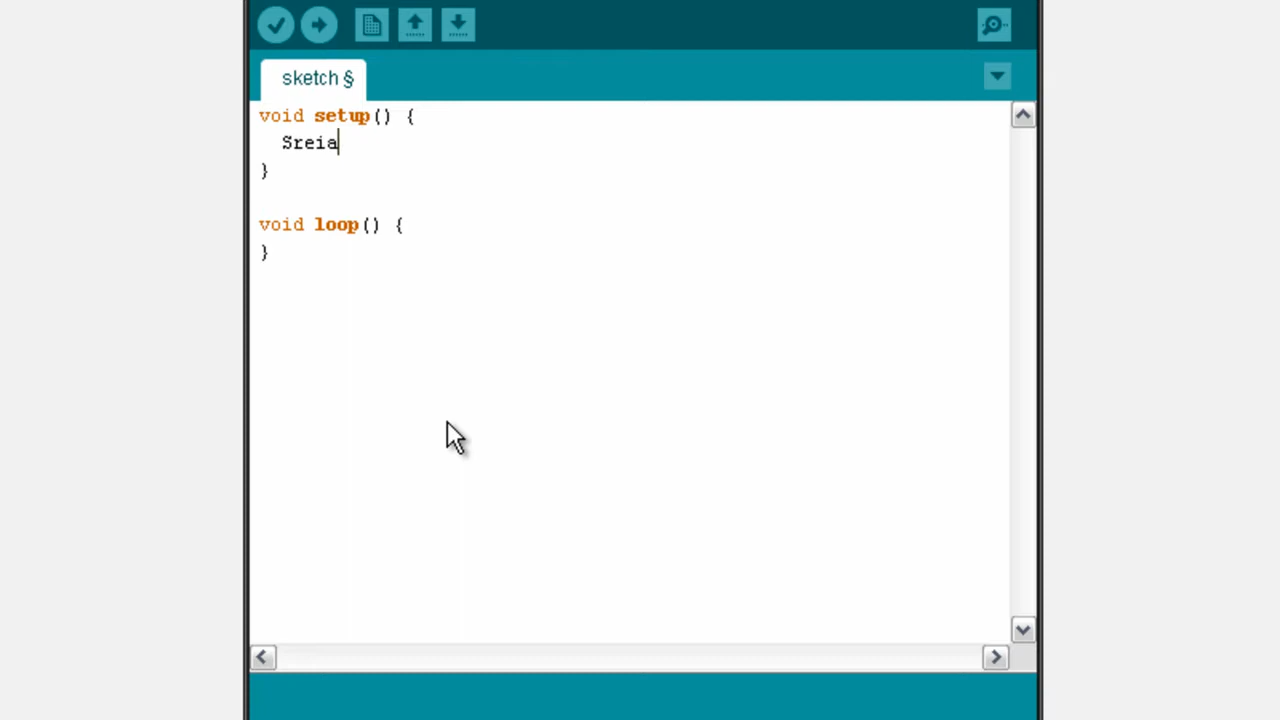 sketch §
void setup() {
  Sreia
}
void loop() {
}